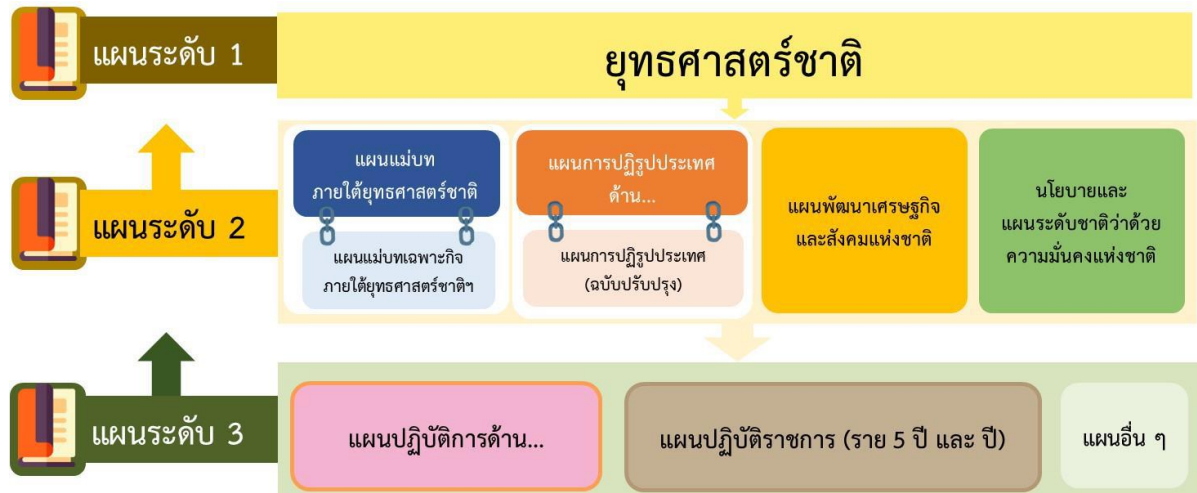 แผนระดับ 1
ยุทธศาสตร์ชาติ
แผนระดับ 2
แผนแม่บท
ภายใต้ยุทธศาสตร์ชาติ
แผนแม่บทเฉพาะกิจ
ภายใต้ยุทธศาสตร์ชาติฯ
แผนการปฏิรูปประเทศ
ด้าน...
แผนการปฏิรูปประเทศ
(ฉบับปรับปรุง)
แผนพัฒนาเศรษฐกิจ
และสังคมแห่งชาติ
นโยบายและ
แผนระดับชาติว่าด้วย
ความมั่นคงแห่งชาติ
แผนระดับ 3
แผนปฏิบัติการด้าน...
แผนปฏิบัติราชการ (ราย 5 ปี และ ปี)
แผนอื่น ๆ